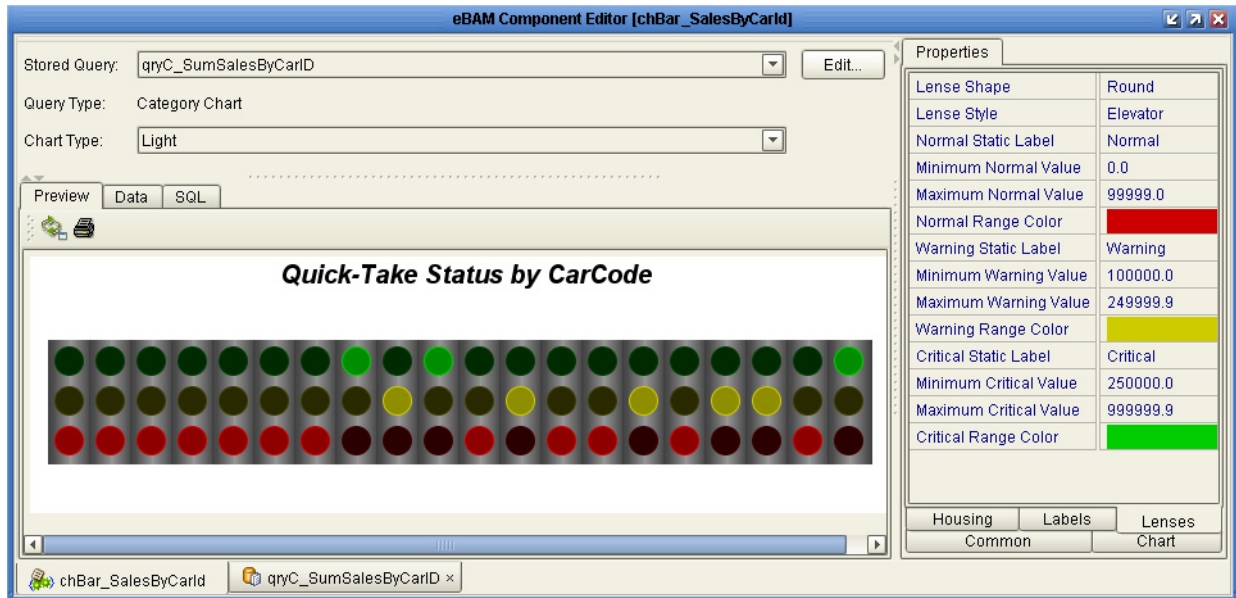 eBAM Component Editor [chBar_SalesByCarId]
Stored Query: qryC_SumSalesByCarID Edit...
Query Type: Category Chart
Chart Type: Light
Preview Data SQL
Quick-Take Status by CarCode
Properties
Lense Shape Round
Lense Style Elevator
Normal Static Label Normal
Minimum Normal Value 0.0
Maximum Normal Value 99999.0
Normal Range Color
Warning Static Label Warning
Minimum Warning Value 100000.0
Maximum Warning Value 249999.9
Warning Range Color
Critical Static Label Critical
Minimum Critical Value 250000.0
Maximum Critical Value 999999.9
Critical Range Color
Housing Labels Lenses
Common Chart
chBar_SalesByCarId qryC_SumSalesByCarID ×